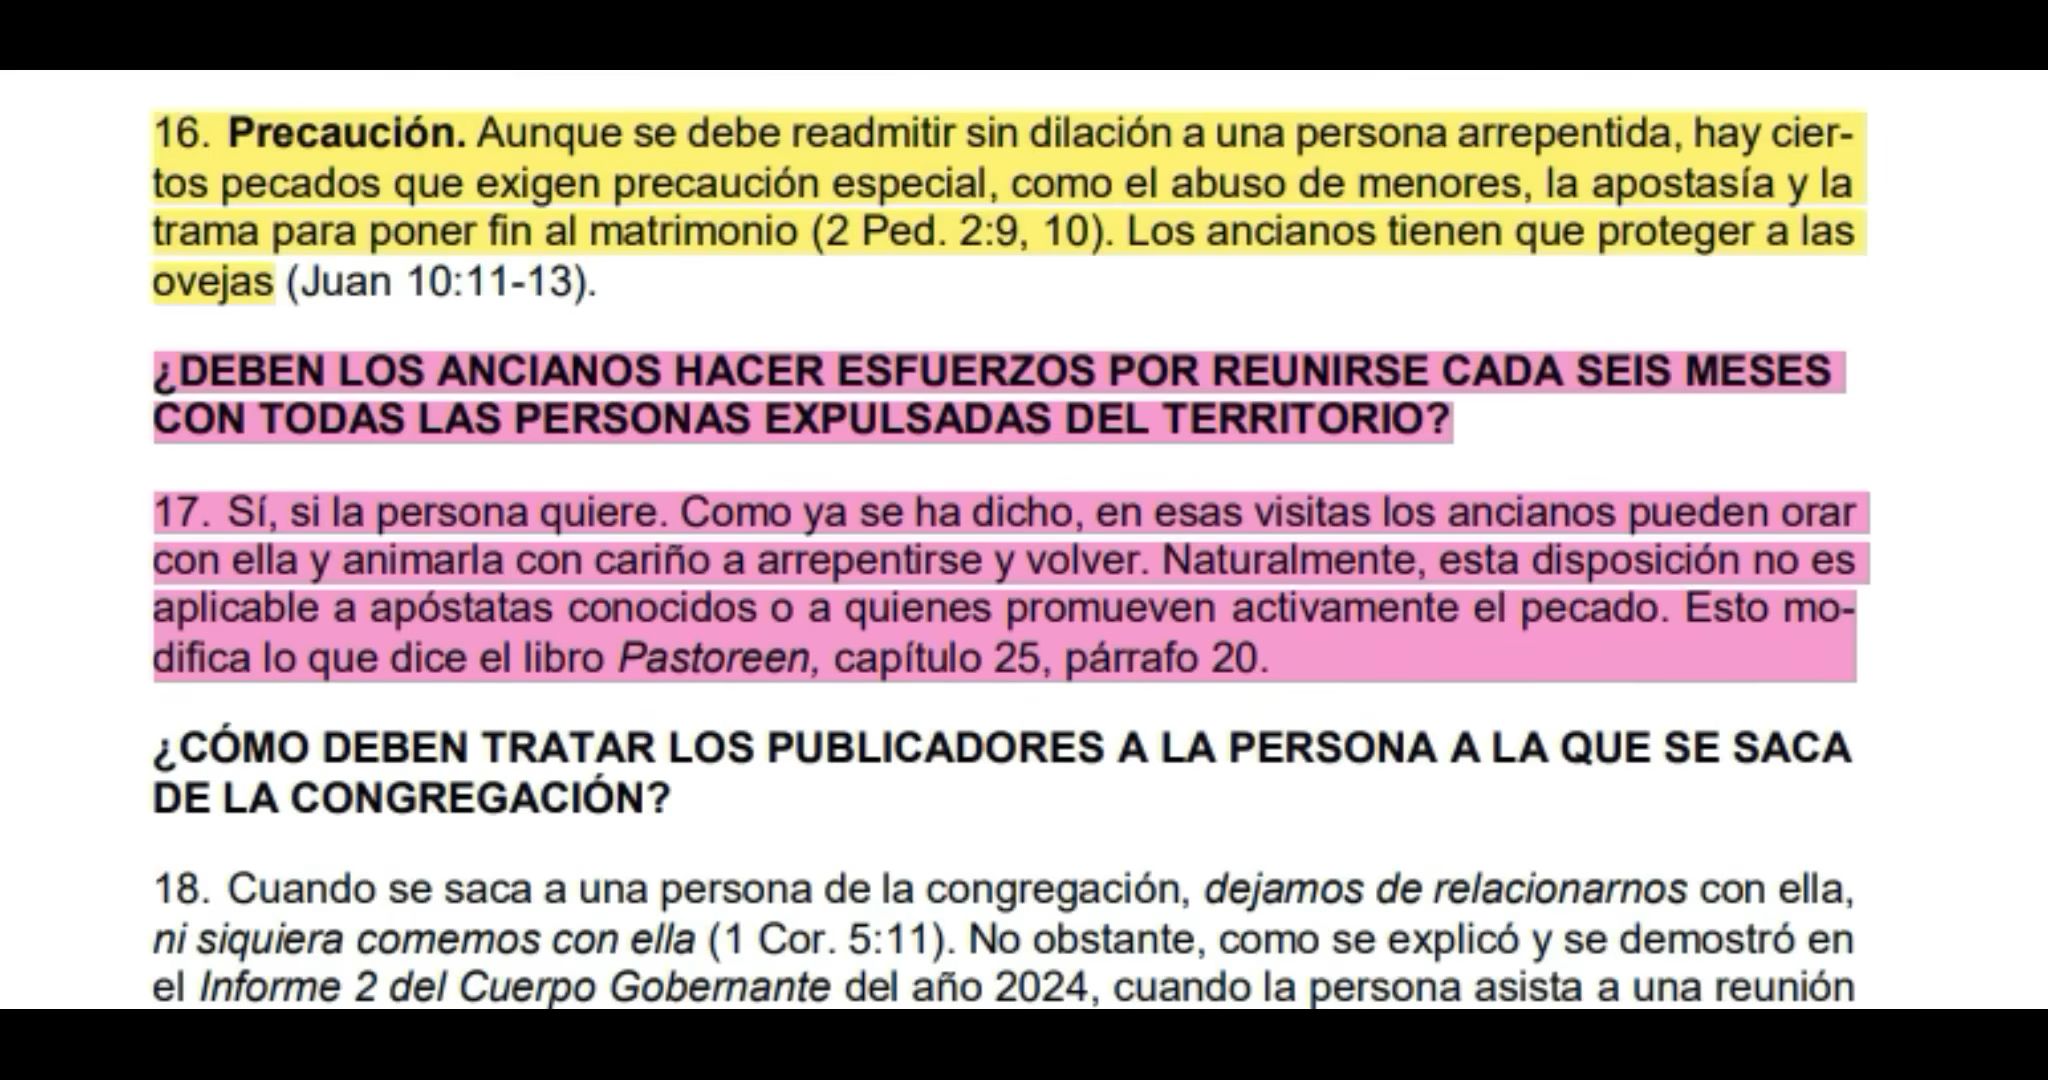 16. Precaución. Aunque se debe readmitir sin dilación a una persona arrepentida, hay cier-
tos pecados que exigen precaución especial, como el abuso de menores, la apostasía y la
trama para poner fin al matrimonio (2 Ped. 2:9, 10). Los ancianos tienen que proteger a las
ovejas (Juan 10:11-13).
¿DEBEN LOS ANCIANOS HACER ESFUERZOS POR REUNIRSE CADA SEIS MESES
CON TODAS LAS PERSONAS EXPULSADAS DEL TERRITORIO?
17. Sí, si la persona quiere. Como ya se ha dicho, en esas visitas los ancianos pueden orar
con ella y animarla con cariño a arrepentirse y volver. Naturalmente, esta disposición no es
aplicable a apóstatas conocidos o a quienes promueven activamente el pecado. Esto mo-
difica lo que dice el libro Pastoreen, capítulo 25, párrafo 20.
¿CÓMO DEBEN TRATAR LOS PUBLICADORES A LA PERSONA A LA QUE SE SACA
DE LA CONGREGACIÓN?
18. Cuando se saca a una persona de la congregación, dejamos de relacionarnos con ella,
ni siquiera comemos con ella (1 Cor. 5:11). No obstante, como se explicó y se demostró en
el Informe 2 del Cuerpo Gobernante del año 2024, cuando la persona asista a una reunión